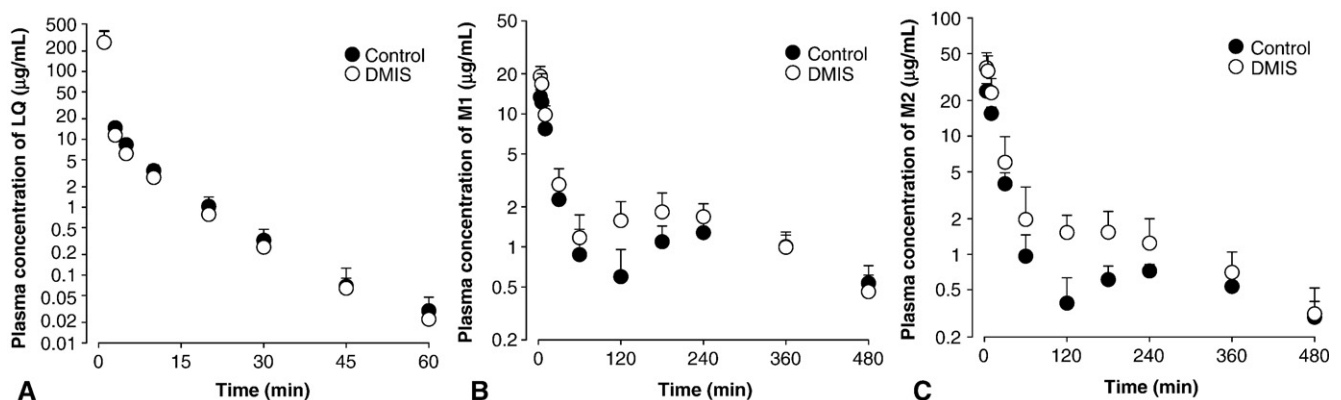 Plasma concentration of LQ (μg/mL)
500
200
100
50
20
10
5
2
1
0.5
0.2
0.1
0.05
0.02
0.01
Control
DMIS
0 15 30 45 60
Time (min)
A
Plasma concentration of M1 (μg/mL)
50
20
10
5
2
1
0.5
0.2
Control
DMIS
0 120 240 360 480
Time (min)
B
Plasma concentration of M2 (μg/mL)
100
50
20
10
5
2
1
0.5
0.2
Control
DMIS
0 120 240 360 480
Time (min)
C